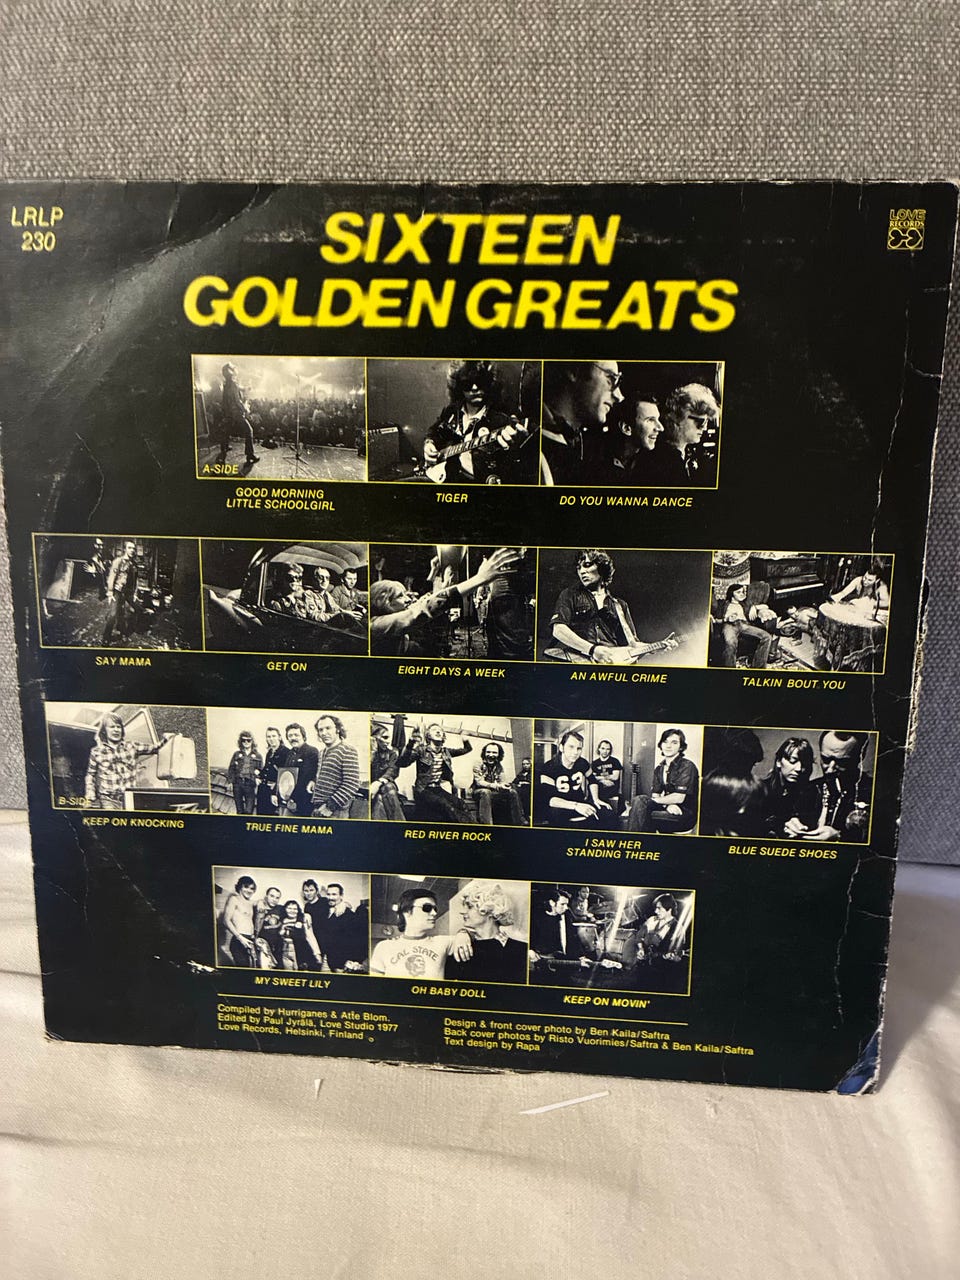 LRLP
230
SIXTEEN
GOLDEN GREATS
LOVE
RECORDS
A-SIDE
GOOD MORNING
LITTLE SCHOOLGIRL
TIGER
DO YOU WANNA DANCE
SAY MAMA
GET ON
EIGHT DAYS A WEEK
AN AWFUL CRIME
TALKIN BOUT YOU
B-SIDE
63
KEEP ON KNOCKING
TRUE FINE MAMA
RED RIVER ROCK
I SAW HER
STANDING THERE
BLUE SUEDE SHOES
CAL STATE
MY SWEET LILY
OH BABY DOLL
KEEP ON MOVIN'
Compiled by Hurriganes & Atte Blom.
Edited by Paul Jyrälä, Love Studio 1977
Love Records, Helsinki, Finland
Design & front cover photo by Ben Kaila/Saftra
Back cover photos by Risto Vuorimies/Saftra & Ben Kaila/Saftra
Text design by Rapa